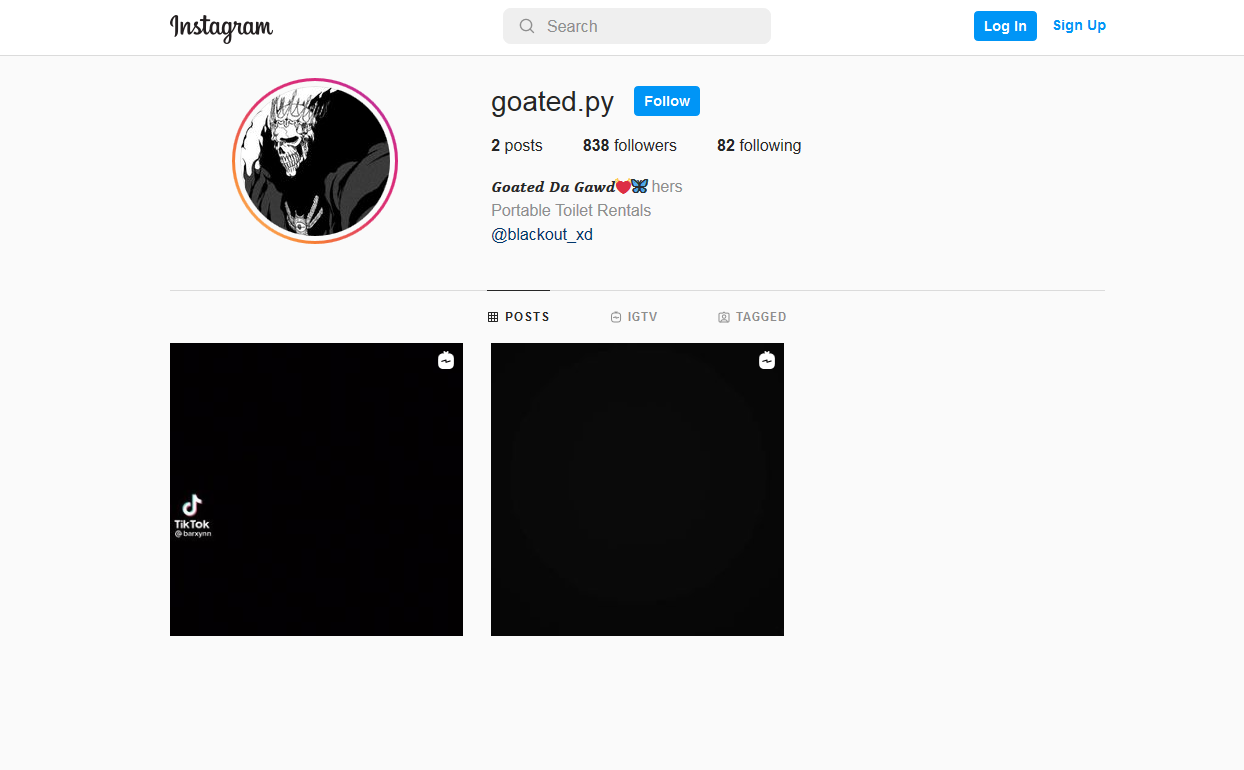 Instagram
Search
Log In
Sign Up
goated.py
Follow
2 posts
838 followers
82 following
𝑮𝒐𝒂𝒕𝒆𝒅 𝑫𝒂 𝑮𝒂𝒘𝒅 hers
Portable Toilet Rentals
@blackout_xd
POSTS
IGTV
TAGGED
TikTok
@barxynn